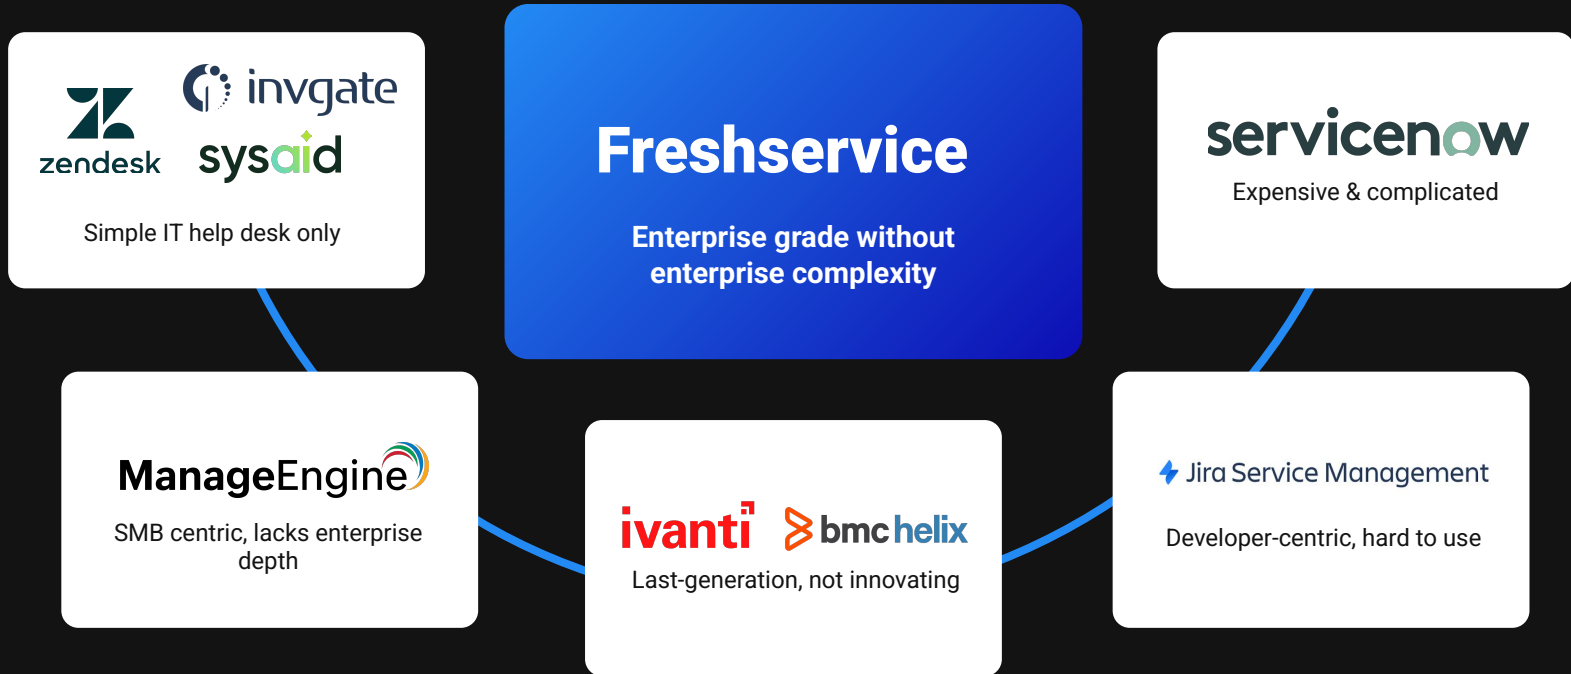 zendesk
invgate
sysaid
Simple IT help desk only
Freshservice
Enterprise grade without
enterprise complexity
servicenow
Expensive & complicated
ManageEngine
SMB centric, lacks enterprise
depth
ivanti
bmc helix
Last-generation, not innovating
Jira Service Management
Developer-centric, hard to use